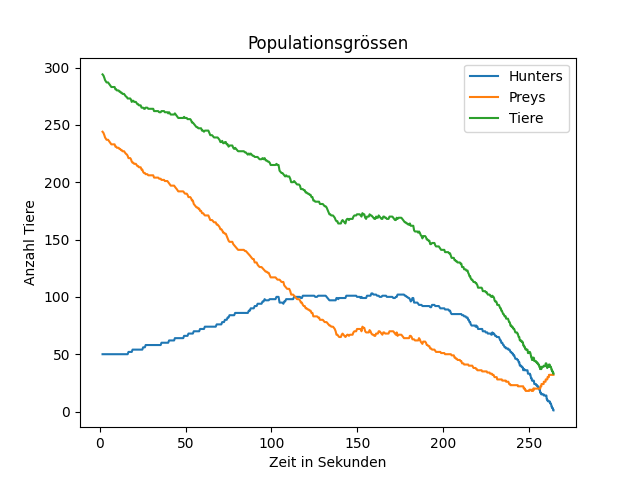 Populationsgrössen
300
250
200
150
100
50
0
Anzahl Tiere
Hunters
Preys
Tiere
0 50 100 150 200 250
Zeit in Sekunden